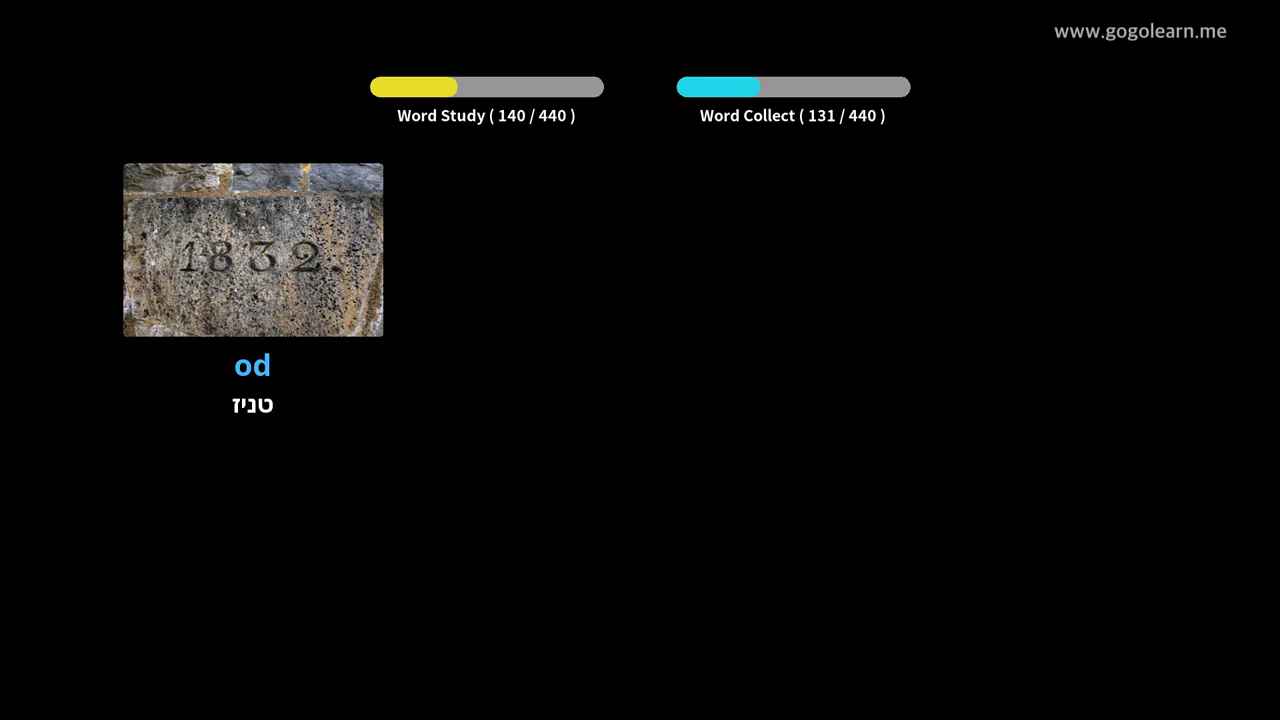 www.gogolearn.me
Word Study ( 140 / 440 )
Word Collect ( 131 / 440 )
1832.
od
טניז